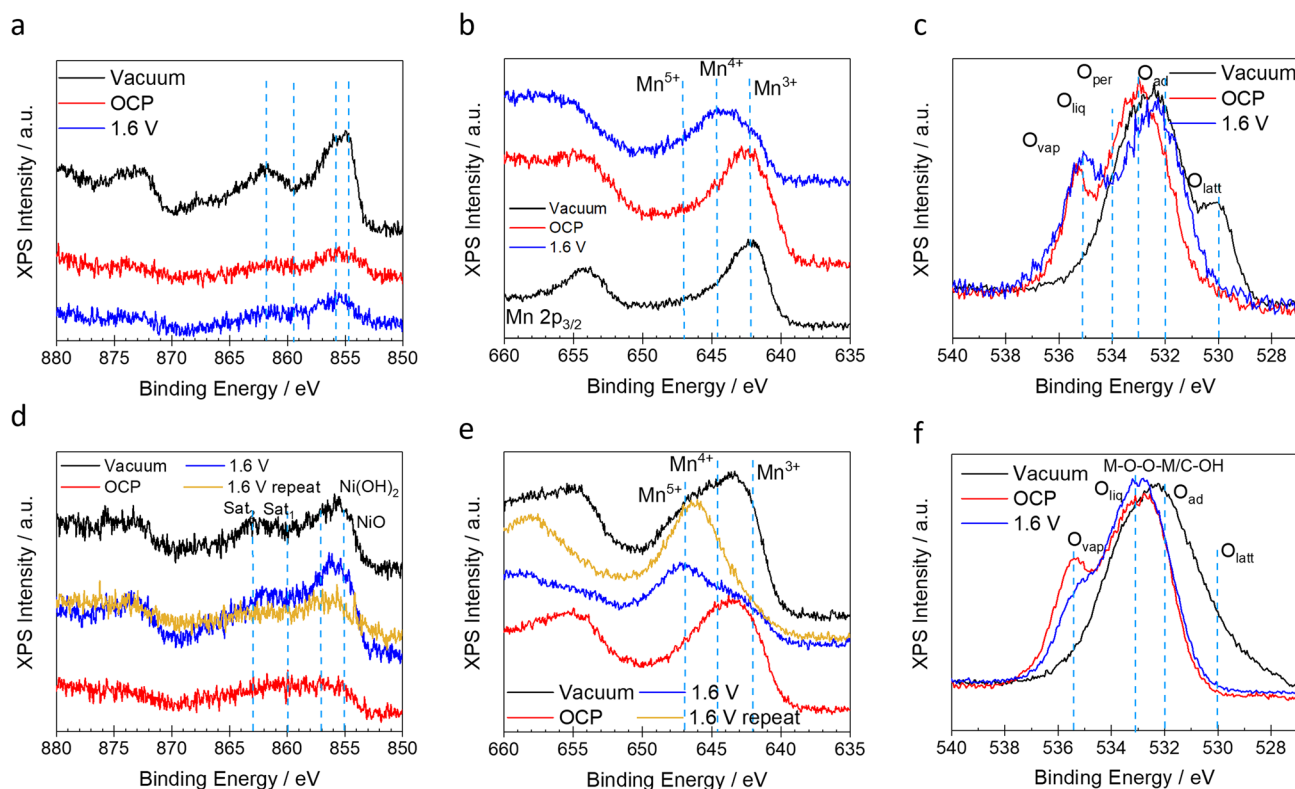 a
Vacuum
OCP
1.6 V
XPS Intensity / a.u.
880 875 870 865 860 855 850
Binding Energy / eV
b
Mn5+
Mn4+
Mn3+
Vacuum
OCP
1.6 V
Mn 2p3/2
XPS Intensity / a.u.
660 655 650 645 640 635
Binding Energy / eV
c
Oper
Oad
Vacuum
OCP
1.6 V
Oliq
Ovap
Olatt
XPS Intensity / a.u.
540 538 536 534 532 530 528
Binding Energy / eV
d
Vacuum
1.6 V
OCP
1.6 V repeat
Ni(OH)2
Sat.
Sat.
NiO
XPS Intensity / a.u.
880 875 870 865 860 855 850
Binding Energy / eV
e
Mn4+
Mn3+
Mn5+
Vacuum
1.6 V
OCP
1.6 V repeat
XPS Intensity / a.u.
660 655 650 645 640 635
Binding Energy / eV
f
Vacuum
OCP
1.6 V
M-O-O-M/C-OH
Oliq
Oad
Ovap
Olatt
XPS Intensity / a.u.
540 538 536 534 532 530 528
Binding Energy / eV